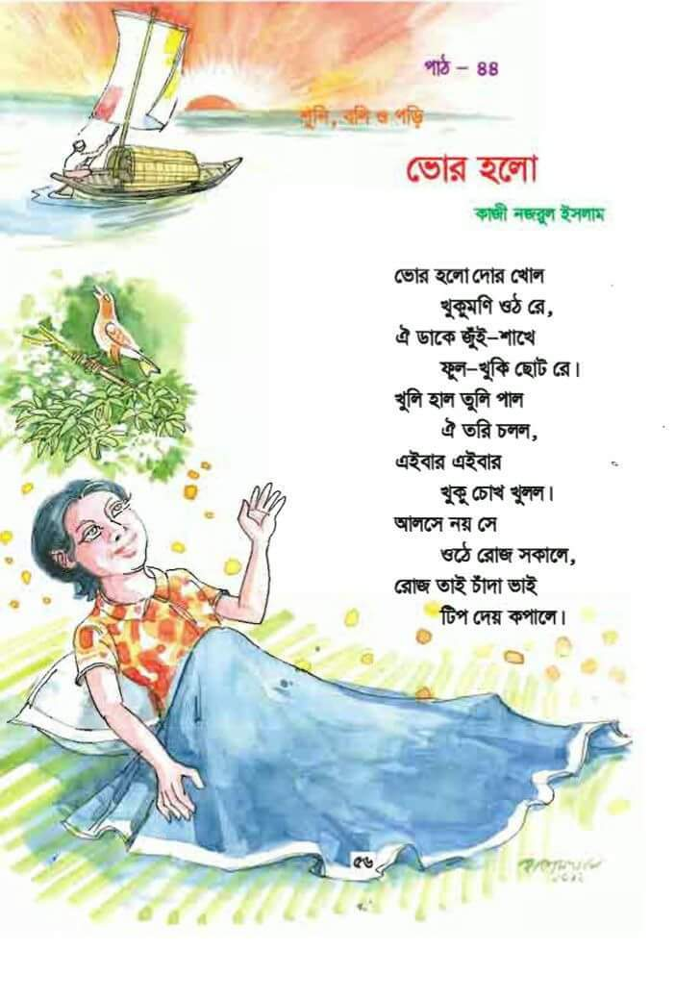 পাঠ – ৪৪
শুনি, বলি ও পড়ি
ভোর হলো
কাজী নজরুল ইসলাম
ভোর হলো দোর খোল
খুকুমণি ওঠ রে,
ঐ ডাকে জুঁই–শাখে
ফুল–খুকি ছোট রে।
খুলি হাল তুলি পাল
ঐ তরি চলল,
এইবার এইবার
খুকু চোখ খুলল।
আলসে নয় সে
ওঠে রোজ সকালে,
রোজ তাই চাঁদা ভাই
টিপ দেয় কপালে।
৫৬